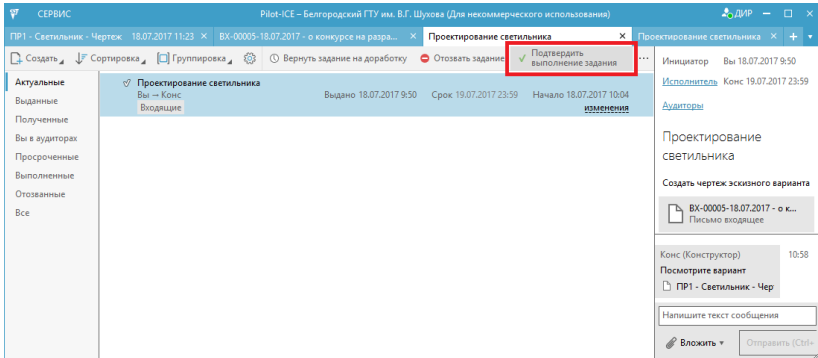 СЕРВИС Pilot-ICE – Белгородский ГТУ им. В.Г. Шухова (Для некоммерческого использования) ДИР
ПР1 - Светильник - Чертеж 18.07.2017 11:23 ВХ-00005-18.07.2017 - о конкурсе на разра... Проектирование светильника Проектирование светильника
Создать Сортировка Группировка Вернуть задание на доработку Отозвать задание Подтвердить выполнение задания ...
Актуальные
Выданные
Полученные
Вы в аудиторах
Просроченные
Выполненные
Отозванные
Все
Проектирование светильника
Вы → Конс Выдано 18.07.2017 9:50 Срок 19.07.2017 23:59 Начало 18.07.2017 10:04
Входящие изменения
Инициатор Вы 18.07.2017 9:50
Исполнитель Конс 19.07.2017 23:59
Аудиторы
Проектирование
светильника
Создать чертеж эскизного варианта
ВХ-00005-18.07.2017 - о к...
Письмо входящее
Конс (Конструктор) 10:58
Посмотрите вариант
ПР1 - Светильник - Чер
Напишите текст сообщения
Вложить Отправить (Ctrl+